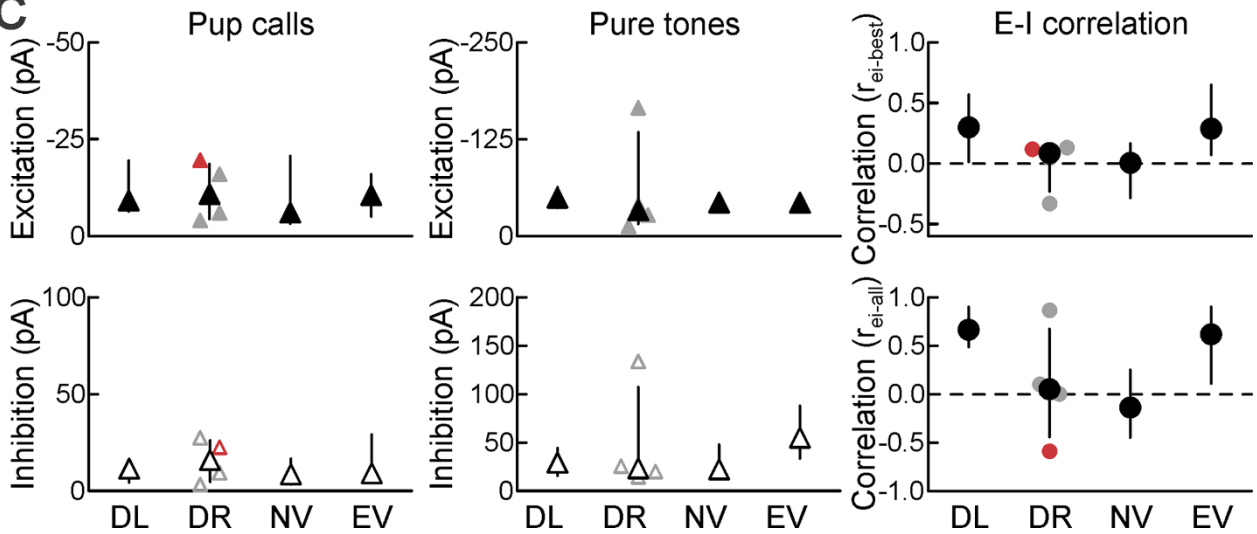 C
Pup calls
Pure tones
E-I correlation
Excitation (pA)
-50
-25
0
Excitation (pA)
-250
-125
0
Correlation (rei-best)
1.0
0.5
0.0
-0.5
Inhibition (pA)
100
50
0
Inhibition (pA)
200
150
100
50
0
Correlation (rei-all)
1.0
0.5
0.0
-0.5
-1.0
DL DR NV EV
DL DR NV EV
DL DR NV EV